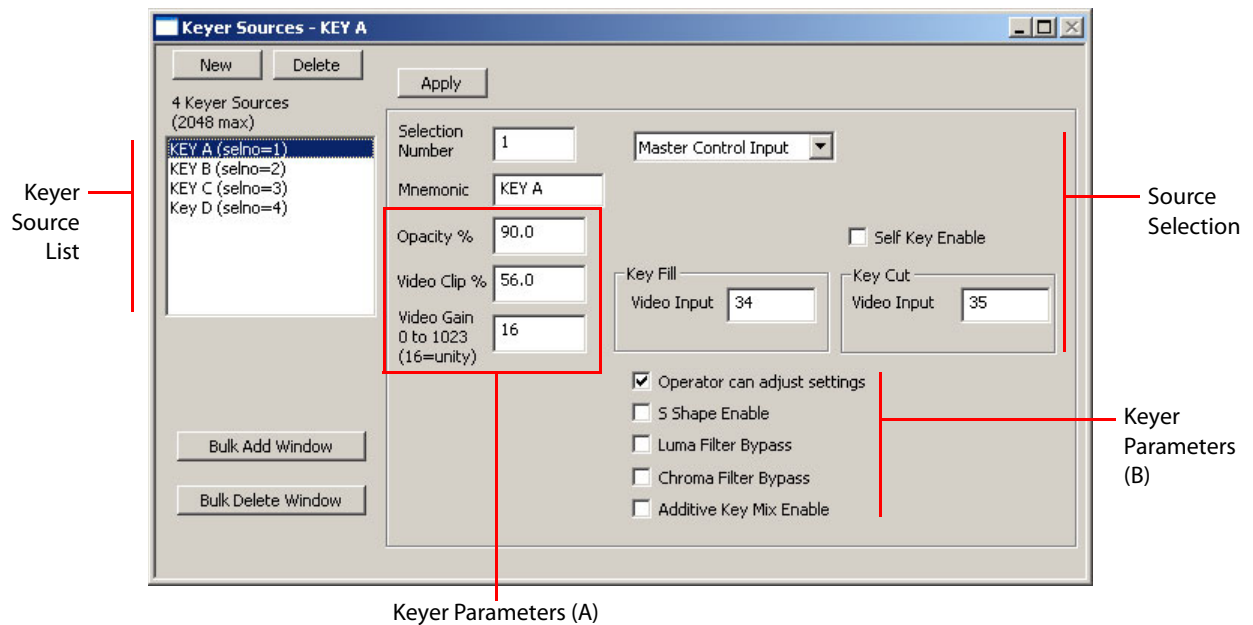 Keyer Sources - KEY A
New
Delete
Apply
4 Keyer Sources
(2048 max)
KEY A (selno=1)
KEY B (selno=2)
KEY C (selno=3)
Key D (selno=4)
Keyer
Source
List
Selection
Number
1
Master Control Input
Mnemonic
KEY A
Opacity %
90.0
Self Key Enable
Source
Selection
Video Clip %
56.0
Key Fill
Video Input
34
Key Cut
Video Input
35
Video Gain
0 to 1023
(16=unity)
16
Operator can adjust settings
S Shape Enable
Luma Filter Bypass
Chroma Filter Bypass
Additive Key Mix Enable
Keyer
Parameters
(B)
Bulk Add Window
Bulk Delete Window
Keyer Parameters (A)